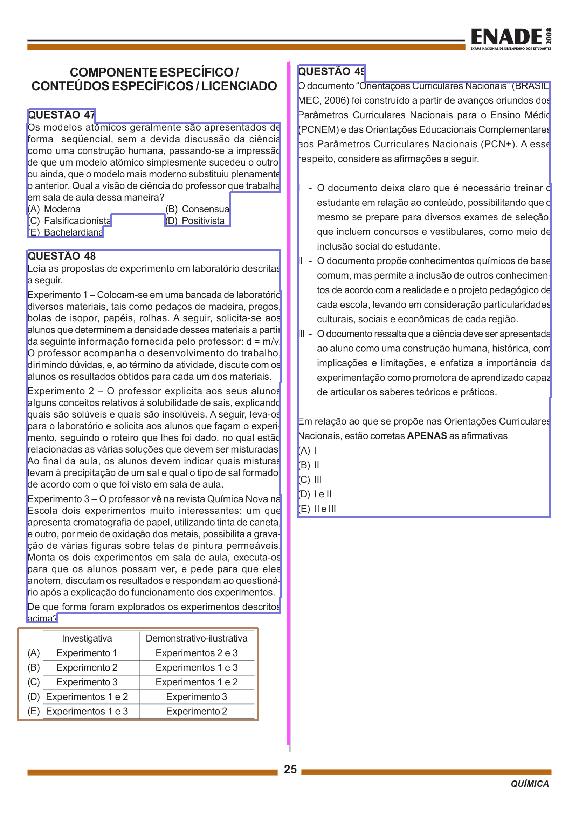 ENADE 2008
EXAME NACIONAL DE DESEMPENHO DOS ESTUDANTES
COMPONENTE ESPECÍFICO /
CONTEÚDOS ESPECÍFICOS / LICENCIADO
QUESTÃO 47
Os modelos atômicos geralmente são apresentados de
forma seqüencial, sem a devida discussão da ciência
como uma construção humana, passando-se a impressão
de que um modelo atômico simplesmente sucedeu o outro,
ou ainda, que o modelo mais moderno substituiu plenamente
o anterior. Qual a visão de ciência do professor que trabalha
em sala de aula dessa maneira?
(A) Moderna (B) Consensual
(C) Falsificacionista (D) Positivista
(E) Bachelardiana
QUESTÃO 48
Leia as propostas de experimento em laboratório descritas
a seguir.
Experimento 1 – Colocam-se em uma bancada de laboratório
diversos materiais, tais como pedaços de madeira, pregos,
bolas de isopor, papéis, rolhas. A seguir, solicita-se aos
alunos que determinem a densidade desses materiais a partir
da seguinte informação fornecida pelo professor: d = m/v.
O professor acompanha o desenvolvimento do trabalho,
dirimindo dúvidas, e, ao término da atividade, discute com os
alunos os resultados obtidos para cada um dos materiais.
Experimento 2 – O professor explicita aos seus alunos
alguns conceitos relativos à solubilidade de sais, explicando
quais são solúveis e quais são insolúveis. A seguir, leva-os
para o laboratório e solicita aos alunos que façam o experi-
mento, seguindo o roteiro que lhes foi dado, no qual estão
relacionadas as várias soluções que devem ser misturadas.
Ao final da aula, os alunos devem indicar quais misturas
levam à precipitação de um sal e qual o tipo de sal formado,
de acordo com o que foi visto em sala de aula.
Experimento 3 – O professor vê na revista Química Nova na
Escola dois experimentos muito interessantes: um que
apresenta cromatografia de papel, utilizando tinta de caneta,
e outro, por meio de oxidação dos metais, possibilita a grava-
ção de várias figuras sobre telas de pintura permeáveis.
Monta os dois experimentos em sala de aula, executa-os
para que os alunos possam ver, e pede para que eles
anotem, discutam os resultados e respondam ao questioná-
rio após a explicação do funcionamento dos experimentos.
De que forma foram explorados os experimentos descritos
acima?
Investigativa Demonstrativo-ilustrativa
(A) Experimento 1 Experimentos 2 e 3
(B) Experimento 2 Experimentos 1 e 3
(C) Experimento 3 Experimentos 1 e 2
(D) Experimentos 1 e 2 Experimento 3
(E) Experimentos 1 e 3 Experimento 2
QUESTÃO 49
O documento “Orientações Curriculares Nacionais” (BRASIL,
MEC, 2006) foi construído a partir de avanços oriundos dos
Parâmetros Curriculares Nacionais para o Ensino Médio
(PCNEM) e das Orientações Educacionais Complementares
aos Parâmetros Curriculares Nacionais (PCN+). A esse
respeito, considere as afirmações a seguir.
I - O documento deixa claro que é necessário treinar o
estudante em relação ao conteúdo, possibilitando que o
mesmo se prepare para diversos exames de seleção,
que incluem concursos e vestibulares, como meio de
inclusão social do estudante.
II - O documento propõe conhecimentos químicos de base
comum, mas permite a inclusão de outros conhecimen-
tos de acordo com a realidade e o projeto pedagógico de
cada escola, levando em consideração particularidades
culturais, sociais e econômicas de cada região.
III - O documento ressalta que a ciência deve ser apresentada
ao aluno como uma construção humana, histórica, com
implicações e limitações, e enfatiza a importância da
experimentação como promotora de aprendizado capaz
de articular os saberes teóricos e práticos.
Em relação ao que se propõe nas Orientações Curriculares
Nacionais, estão corretas APENAS as afirmativas
(A) I
(B) II
(C) III
(D) I e II
(E) II e III
25
QUÍMICA